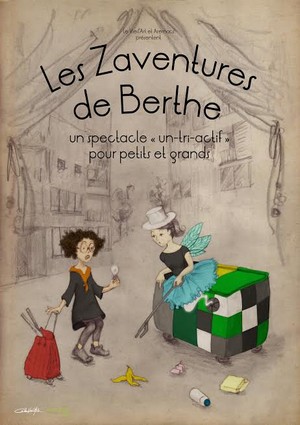 présentent
Les Zaventures
de Berthe
un spectacle « un-tri-actif »
pour petits et grands